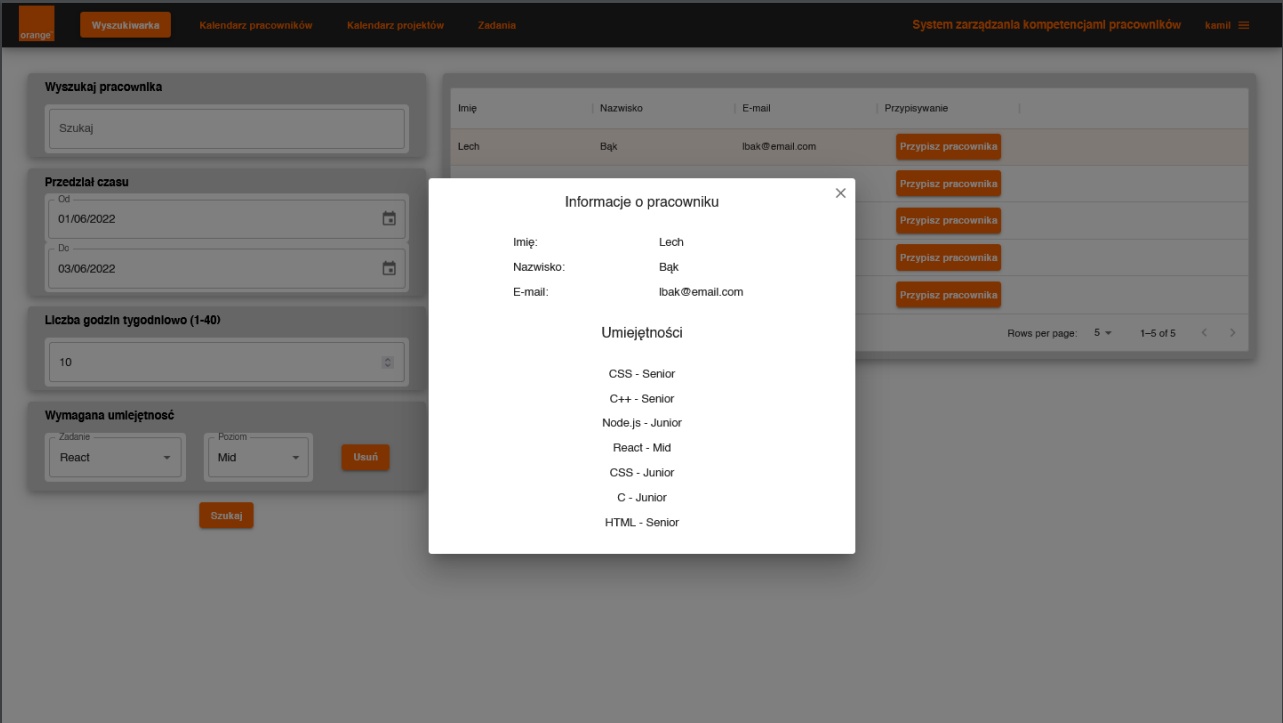 orange
Wyszukiwarka
Kalendarz pracowników
Kalendarz projektów
Zadania
System zarządzania kompetencjami pracowników
kamil
Wyszukaj pracownika
Szukaj
Przedział czasu
Od
01/06/2022
Do
03/06/2022
Liczba godzin tygodniowo (1-40)
10
Wymagana umiejętność
Zadanie
React
Poziom
Mid
Usuń
Szukaj
Imię
Nazwisko
E-mail
Przypisywanie
Lech
Bąk
lbak@email.com
Przypisz pracownika
Przypisz pracownika
Przypisz pracownika
Przypisz pracownika
Przypisz pracownika
Rows per page: 5
1–5 of 5
Informacje o pracowniku
Imię: Lech
Nazwisko: Bąk
E-mail: lbak@email.com
Umiejętności
CSS - Senior
C++ - Senior
Node.js - Junior
React - Mid
CSS - Junior
C - Junior
HTML - Senior